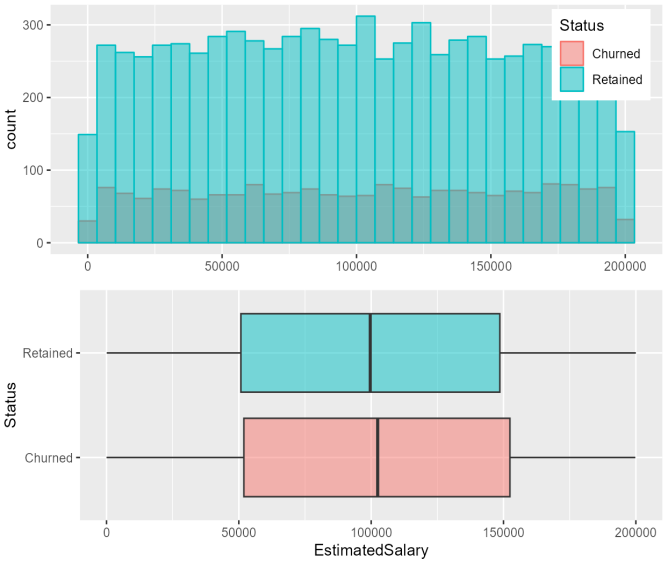 300
200
100
0
count
Status
Churned
Retained
0
50000
100000
150000
200000
Retained
Churned
Status
0
50000
100000
150000
200000
EstimatedSalary